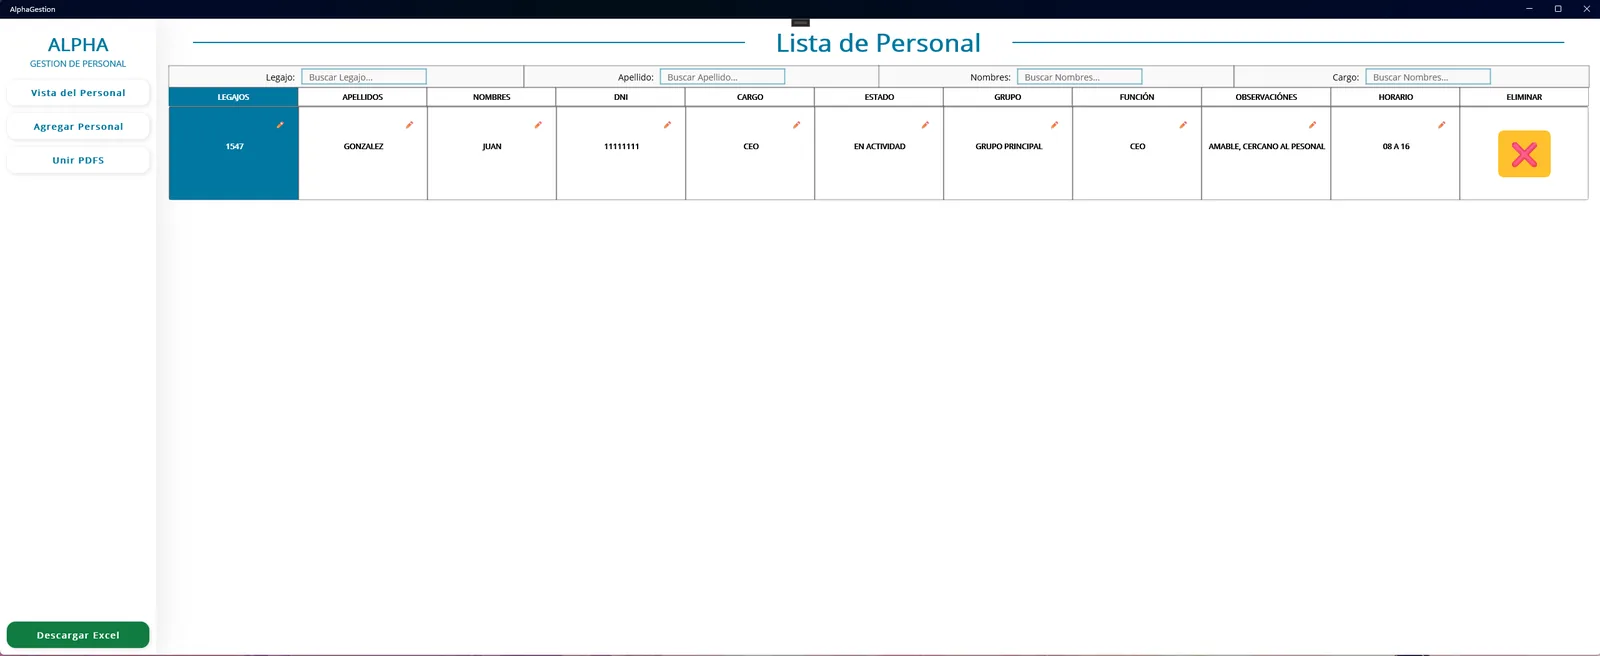 AlphaGestion
ALPHA
GESTION DE PERSONAL
Vista del Personal
Agregar Personal
Unir PDFS
Descargar Excel
Lista de Personal
Legajo: Buscar Legajo... Apellido: Buscar Apellido... Nombres: Buscar Nombres... Cargo: Buscar Nombres...
LEGAJOS APELLIDOS NOMBRES DNI CARGO ESTADO GRUPO FUNCIÓN OBSERVACIÓNES HORARIO ELIMINAR
1547 GONZALEZ JUAN 11111111 CEO EN ACTIVIDAD GRUPO PRINCIPAL CEO AMABLE, CERCANO AL PESONAL 08 A 16